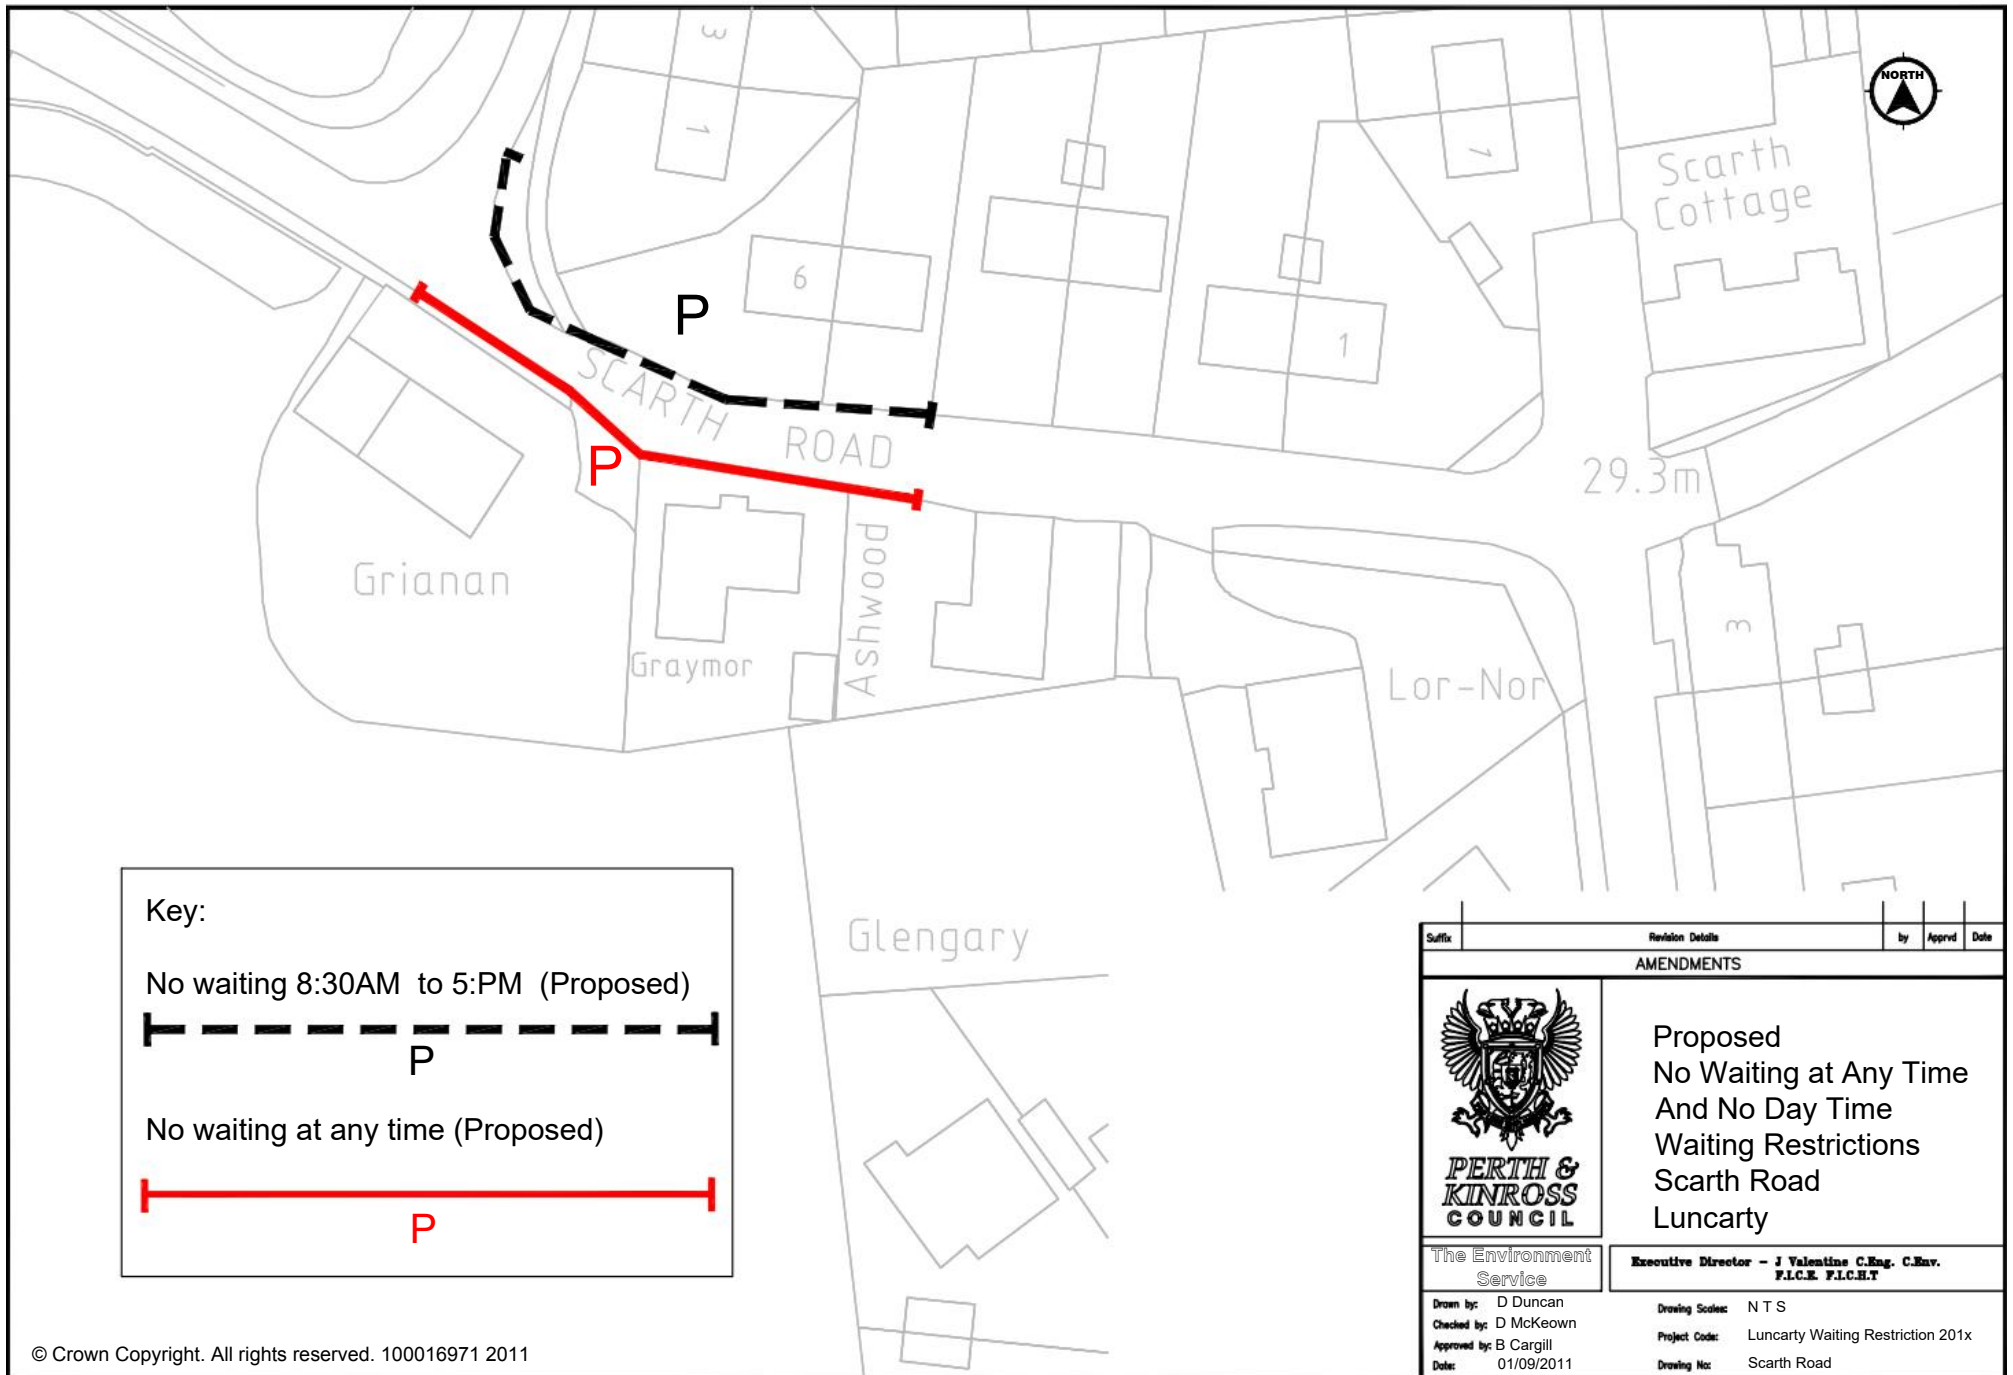 3
1
NORTH
7
Scarth
Cottage
6
P
1
SCARTH
ROAD
P
29.3m
Grianan
Graymor
Ashwood
Lor-Nor
3
Glengary
Key:
No waiting 8:30AM to 5:PM (Proposed)
P
No waiting at any time (Proposed)
P
© Crown Copyright. All rights reserved. 100016971 2011
Suffix Revision Details by Apprvd Date
AMENDMENTS
PERTH &
KINROSS
COUNCIL
Proposed
No Waiting at Any Time
And No Day Time
Waiting Restrictions
Scarth Road
Luncarty
The Environment
Service
Executive Director - J Valentine C.Eng. C.Env.
F.I.C.E. F.I.C.H.T
Drawn by: D Duncan
Checked by: D McKeown
Approved by: B Cargill
Date: 01/09/2011
Drawing Scales: N T S
Project Code: Luncarty Waiting Restriction 201x
Drawing No: Scarth Road